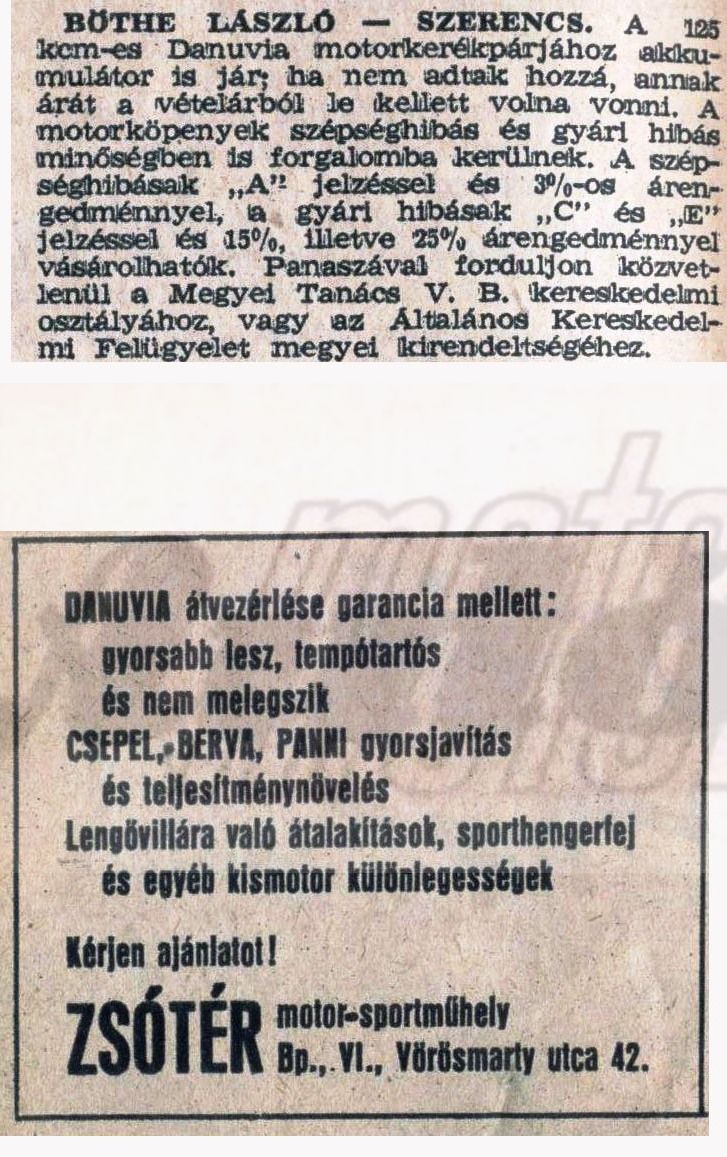 BÖTHE LÁSZLÓ — SZERENCS. A 125
kcm-es Danuvia motorkerékpárjához akku-
mulátor is jár; ha nem adtak hozzá, annak
árát a vételárból le kellett volna vonni. A
motorköpenyek szépséghibás és gyári hibás
minőségben is forgalomba kerülnek. A szép-
séghibásak „A" jelzéssel és 3%-os áren-
gedménnyel, a gyári hibásak „C" és „E"
jelzéssel és 15%, illetve 25% árengedménnyel
vásárolhatók. Panaszával forduljon közvet-
lenül a Megyei Tanács V. B. kereskedelmi
osztályához, vagy az Általános Kereskedel-
mi Felügyelet megyei kirendeltségéhez.
DANUVIA átvezérlése garancia mellett:
gyorsabb lesz, tempótartós
és nem melegszik
CSEPEL, BERVA, PANNI gyorsjavítás
és teljesítménynövelés
Lengővillára való átalakítások, sporthengerfej
és egyéb kismotor különlegességek
Kérjen ajánlatot!
ZSÓTÉR motor-sportműhely
Bp., VI., Vörösmarty utca 42.